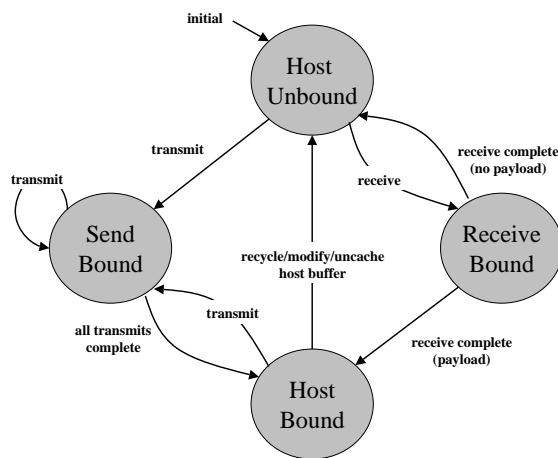 initial
Host
Unbound
transmit
receive complete
(no payload)
transmit
receive
Send
Bound
Receive
Bound
recycle/modify/uncache
host buffer
transmit
all transmits
complete
receive complete
(payload)
Host
Bound